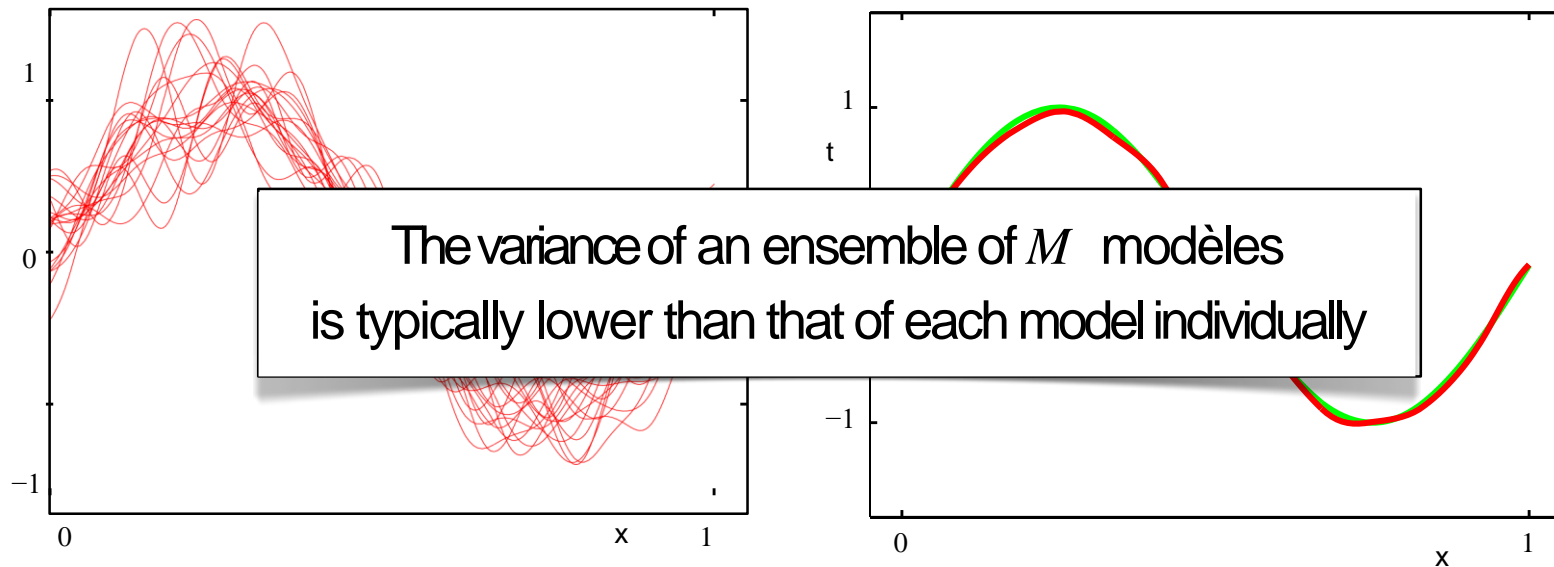 1
0
−1
0
x
1
1
t
−1
0
x
1
The variance of an ensemble of M modèles
is typically lower than that of each model individually